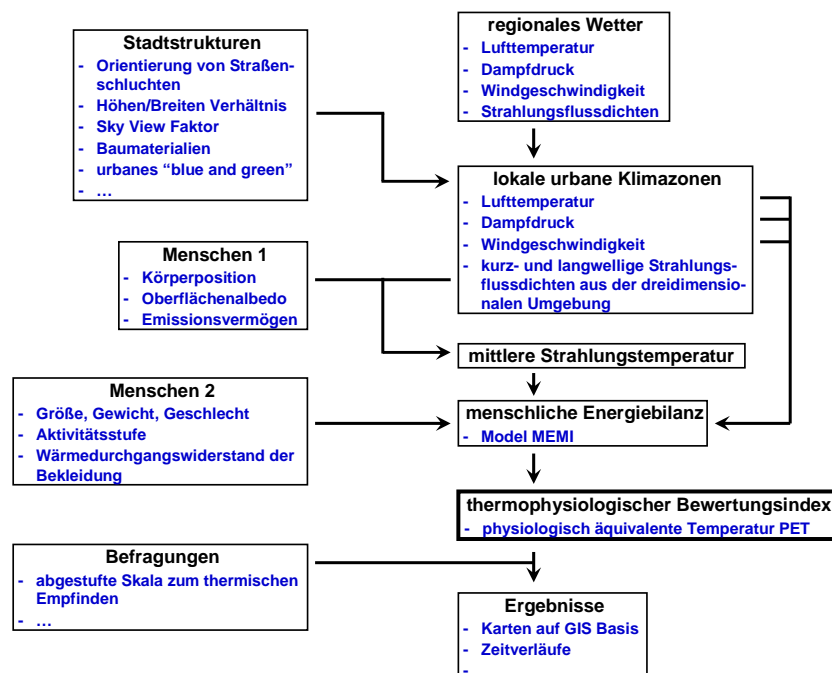 Stadtstrukturen
- Orientierung von Straßen-
schluchten
- Höhen/Breiten Verhältnis
- Sky View Faktor
- Baumaterialien
- urbanes “blue and green”
- …
regionales Wetter
- Lufttemperatur
- Dampfdruck
- Windgeschwindigkeit
- Strahlungsflussdichten
lokale urbane Klimazonen
- Lufttemperatur
- Dampfdruck
- Windgeschwindigkeit
- kurz- und langwellige Strahlungs-
flussdichten aus der dreidimensio-
nalen Umgebung
Menschen 1
- Körperposition
- Oberflächenalbedo
- Emissionsvermögen
mittlere Strahlungstemperatur
Menschen 2
- Größe, Gewicht, Geschlecht
- Aktivitätsstufe
- Wärmedurchgangswiderstand der
Bekleidung
menschliche Energiebilanz
- Model MEMI
thermophysiologischer Bewertungsindex
- physiologisch äquivalente Temperatur PET
Befragungen
- abgestufte Skala zum thermischen
Empfinden
- …
Ergebnisse
- Karten auf GIS Basis
- Zeitverläufe
-